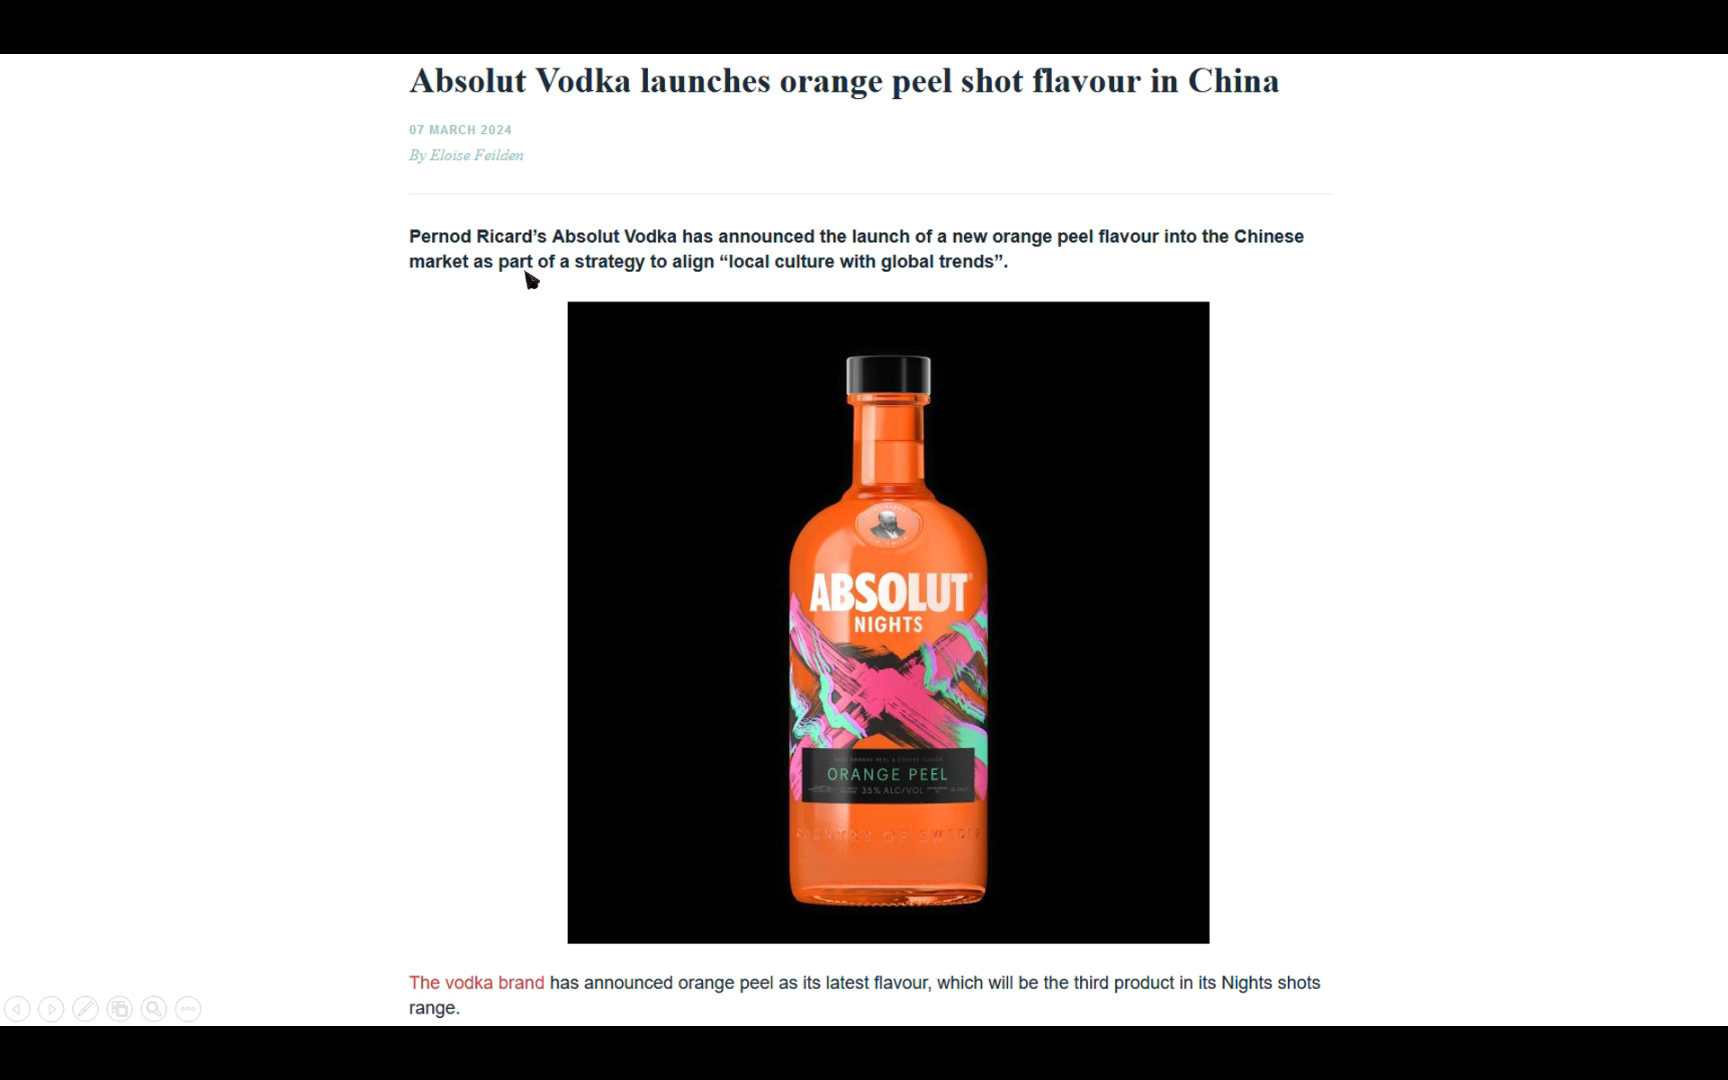 Absolut Vodka launches orange peel shot flavour in China
07 MARCH 2024
By Eloise Feilden
Pernod Ricard’s Absolut Vodka has announced the launch of a new orange peel flavour into the Chinese
market as part of a strategy to align “local culture with global trends”.
ABSOLUT
NIGHTS
ORANGE PEEL
35% ALC/VOL
COUNTRY OF SWEDEN
The vodka brand has announced orange peel as its latest flavour, which will be the third product in its Nights shots
range.